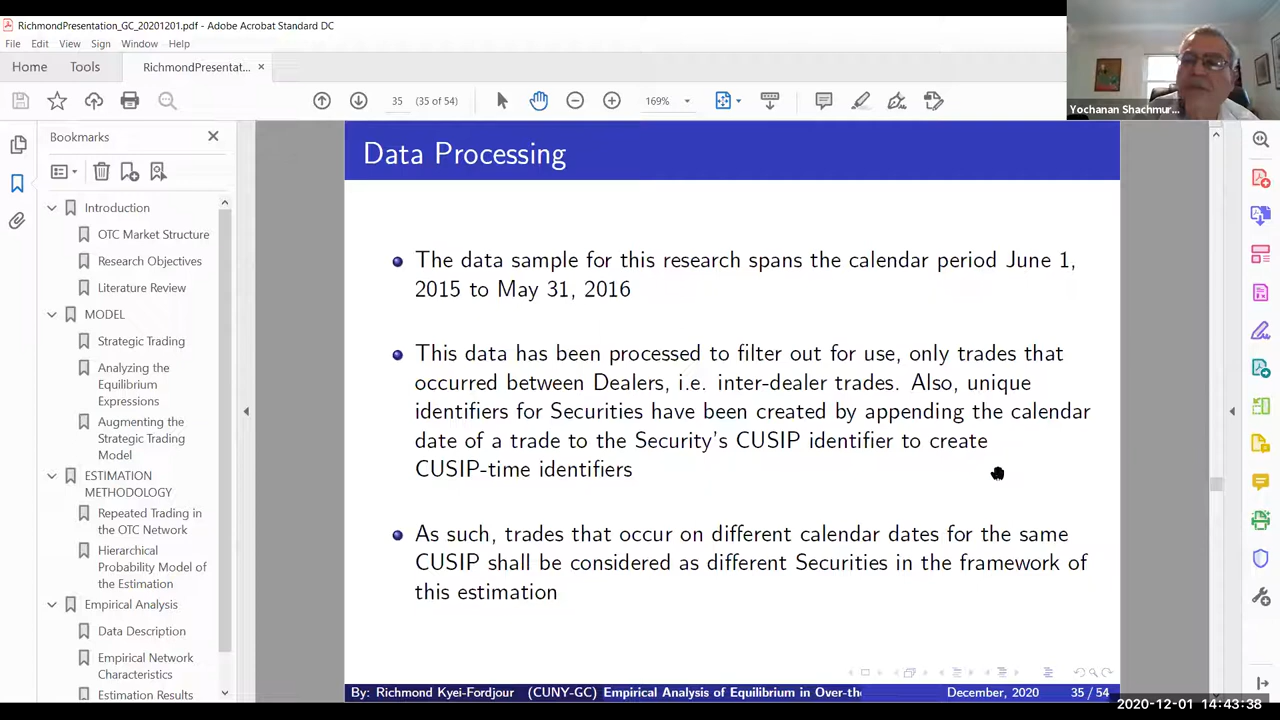 RichmondPresentation_GC_20201201.pdf - Adobe Acrobat Standard DC
File Edit View Sign Window Help
Home Tools RichmondPresentat... ×
35 (35 of 54) 169%
Yochanan Shachmur...
Bookmarks
Introduction
OTC Market Structure
Research Objectives
Literature Review
MODEL
Strategic Trading
Analyzing the
Equilibrium
Expressions
Augmenting the
Strategic Trading
Model
ESTIMATION
METHODOLOGY
Repeated Trading in
the OTC Network
Hierarchical
Probability Model of
the Estimation
Empirical Analysis
Data Description
Empirical Network
Characteristics
Estimation Results
Data Processing
The data sample for this research spans the calendar period June 1,
2015 to May 31, 2016
This data has been processed to filter out for use, only trades that
occurred between Dealers, i.e. inter-dealer trades. Also, unique
identifiers for Securities have been created by appending the calendar
date of a trade to the Security's CUSIP identifier to create
CUSIP-time identifiers
As such, trades that occur on different calendar dates for the same
CUSIP shall be considered as different Securities in the framework of
this estimation
By: Richmond Kyei-Fordjour (CUNY-GC) Empirical Analysis of Equilibrium in Over-the December, 2020 35 / 54
2020-12-01 14:43:38